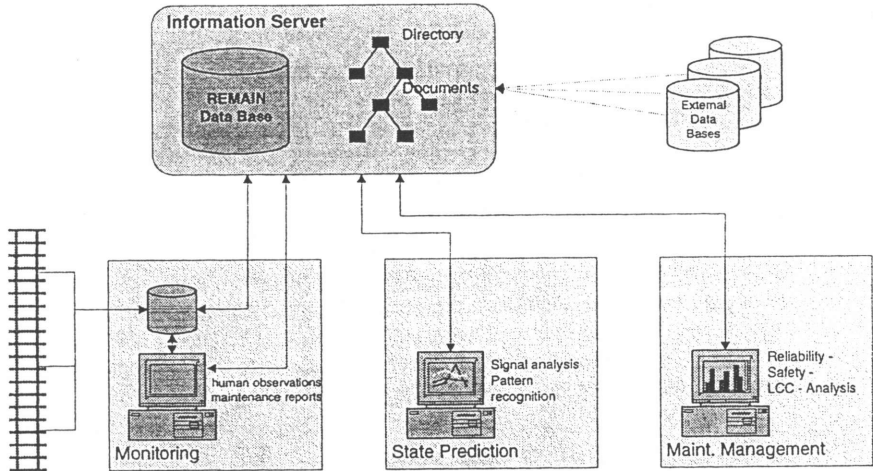 Information Server
Directory
REMAIN
Data Base
Documents
External
Data
Bases
human observations
maintenance reports
Monitoring
Signal analysis
Pattern
recognition
State Prediction
Reliability -
Safety -
LCC - Analysis
Maint. Management